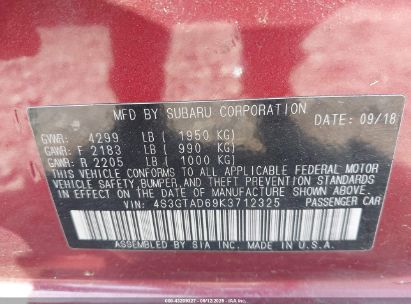 MFD BY SUBARU CORPORATION DATE: 09/18
GVWR: 4299 LB ( 1950 KG)
GAWR: F 2183 LB ( 990 KG)
GAWR: R 2205 LB ( 1000 KG)
THIS VEHICLE CONFORMS TO ALL APPLICABLE FEDERAL MOTOR
VEHICLE SAFETY,BUMPER,AND THEFT PREVENTION STANDARDS
IN EFFECT ON THE DATE OF MANUFACTURE SHOWN ABOVE.
VIN: 4S3GTAD69K3712325 PASSENGER CAR
ASSEMBLED BY SIA INC. MADE IN U.S.A.